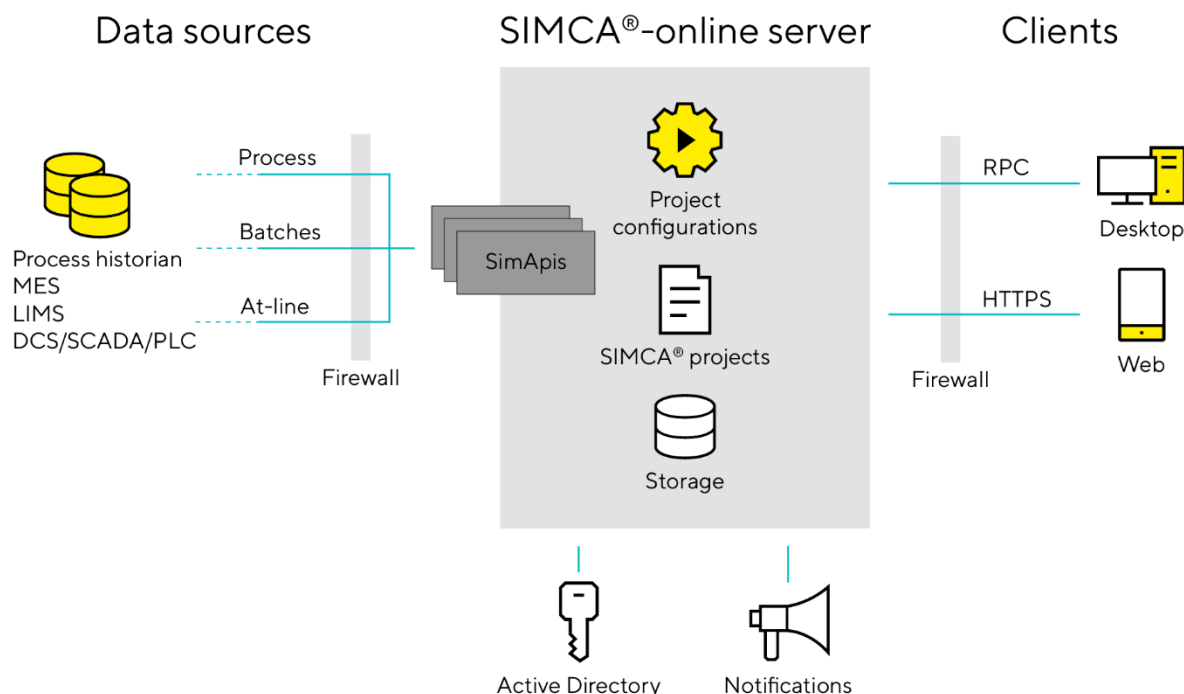 Data sources
SIMCA®-online server
Clients
Process
Batches
At-line
Process historian
MES
LIMS
DCS/SCADA/PLC
Firewall
SimApis
Project
configurations
SIMCA® projects
Storage
RPC
HTTPS
Firewall
Desktop
Web
Active Directory
Notifications